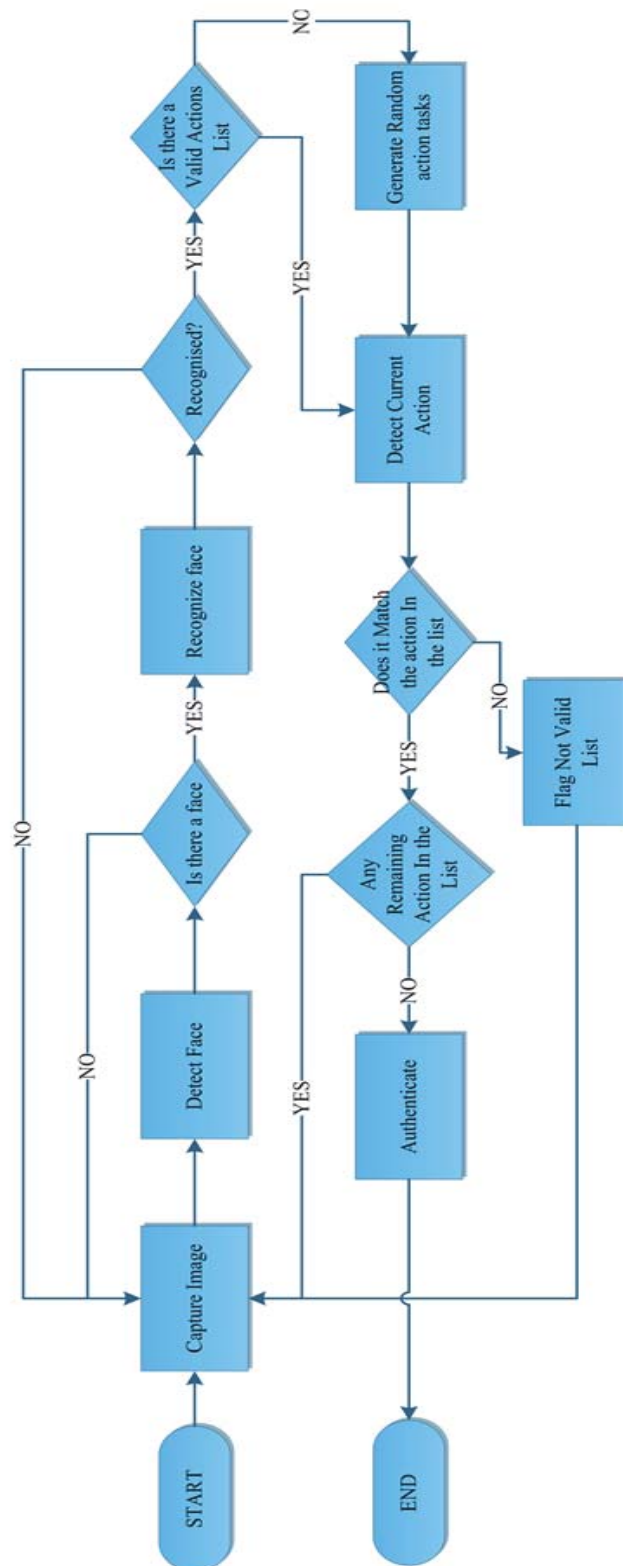 START
Capture Image
Detect Face
Is there a face
NO
YES
Recognize face
Recognised?
NO
YES
Is there a
Valid Actions
List
NO
YES
Generate Random
action tasks
Detect Current
Action
Does it Match
the action In
the list
NO
Flag Not Valid
List
YES
Any
Remaining
Action In the
List
YES
NO
Authenticate
END